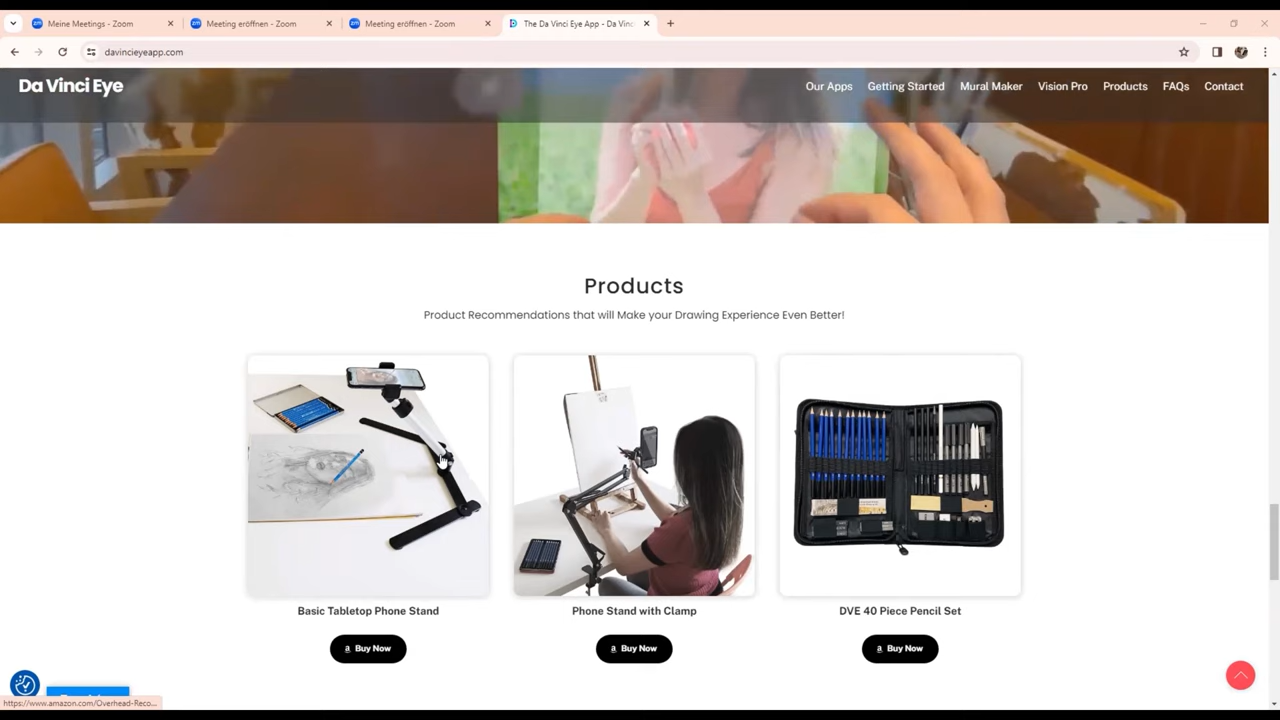 Meine Meetings - Zoom
Meeting eröffnen - Zoom
Meeting eröffnen - Zoom
The Da Vinci Eye App - Da Vinc
davincieyeapp.com
Da Vinci Eye
Our Apps
Getting Started
Mural Maker
Vision Pro
Products
FAQs
Contact
Products
Product Recommendations that will Make your Drawing Experience Even Better!
Basic Tabletop Phone Stand
Phone Stand with Clamp
DVE 40 Piece Pencil Set
Buy Now
Buy Now
Buy Now
https://www.amazon.com/Overhead-Reco...